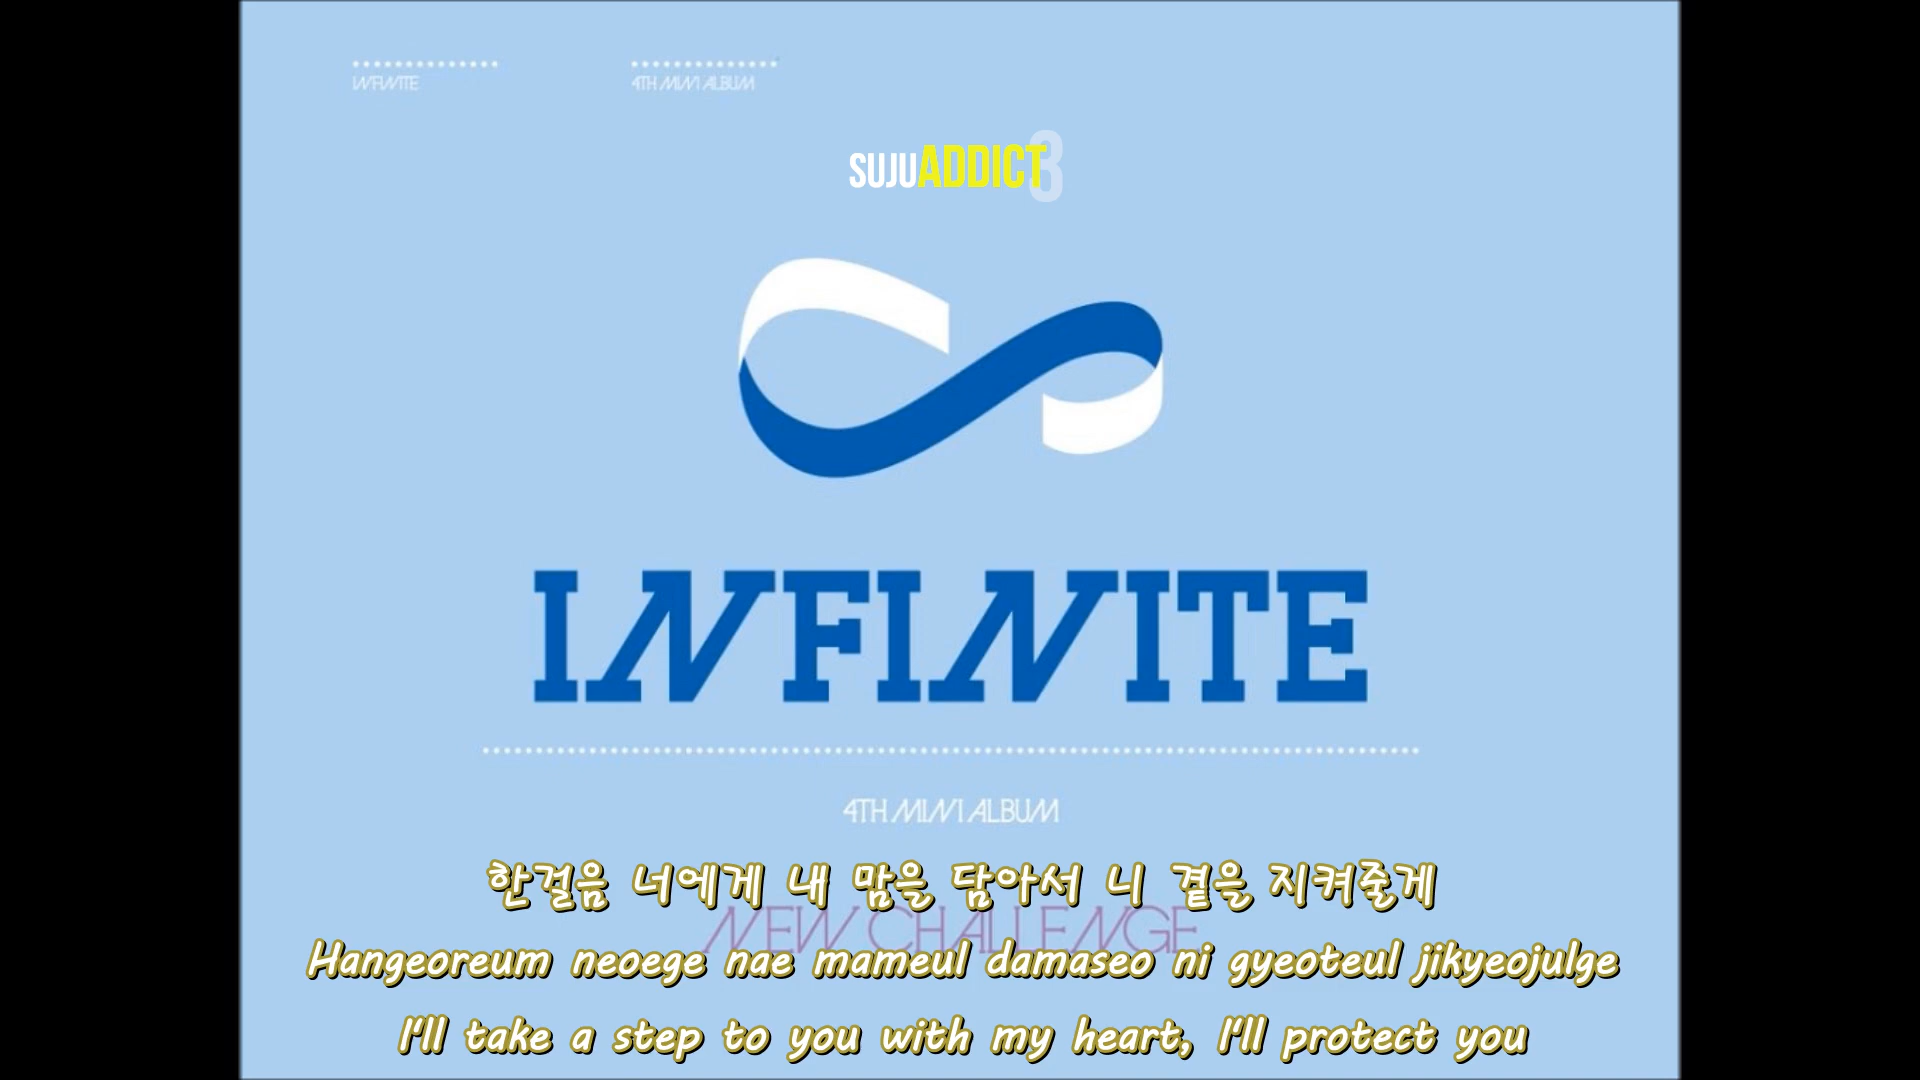 INFINITE
4TH MINI ALBUM
SUJUADDICT3
INFINITE
4TH MINI ALBUM
한걸음 너에게 내 맘을 담아서 니 곁을 지켜줄게
NEW CHALLENGE
Hangeoreum neoege nae mameul damaseo ni gyeoteul jikyeojulge
I'll take a step to you with my heart, I'll protect you